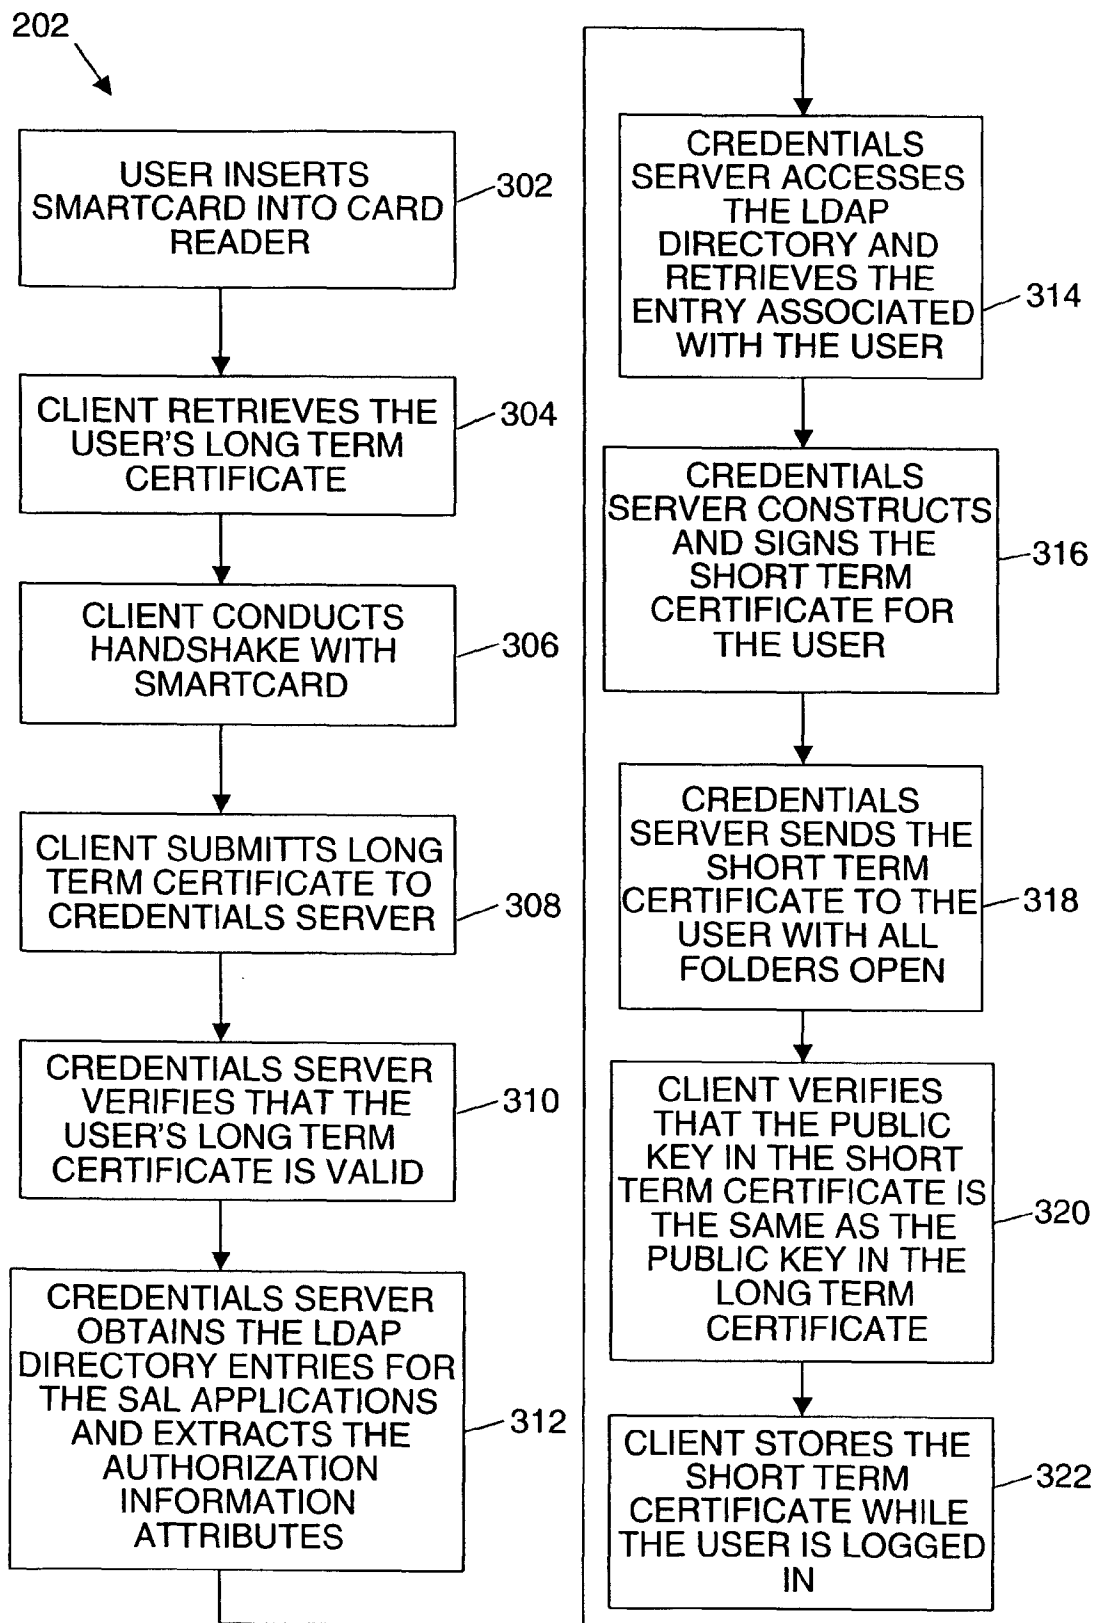 202
USER INSERTS
SMARTCARD INTO CARD
READER
302
CLIENT RETRIEVES THE
USER'S LONG TERM
CERTIFICATE
304
CLIENT CONDUCTS
HANDSHAKE WITH
SMARTCARD
306
CLIENT SUBMITTS LONG
TERM CERTIFICATE TO
CREDENTIALS SERVER
308
CREDENTIALS SERVER
VERIFIES THAT THE
USER'S LONG TERM
CERTIFICATE IS VALID
310
CREDENTIALS SERVER
OBTAINS THE LDAP
DIRECTORY ENTRIES FOR
THE SAL APPLICATIONS
AND EXTRACTS THE
AUTHORIZATION
INFORMATION
ATTRIBUTES
312
CREDENTIALS
SERVER ACCESSES
THE LDAP
DIRECTORY AND
RETRIEVES THE
ENTRY ASSOCIATED
WITH THE USER
314
CREDENTIALS
SERVER CONSTRUCTS
AND SIGNS THE
SHORT TERM
CERTIFICATE FOR
THE USER
316
CREDENTIALS
SERVER SENDS THE
SHORT TERM
CERTIFICATE TO THE
USER WITH ALL
FOLDERS OPEN
318
CLIENT VERIFIES
THAT THE PUBLIC
KEY IN THE SHORT
TERM CERTIFICATE IS
THE SAME AS THE
PUBLIC KEY IN THE
LONG TERM
CERTIFICATE
320
CLIENT STORES THE
SHORT TERM
CERTIFICATE WHILE
THE USER IS LOGGED
IN
322